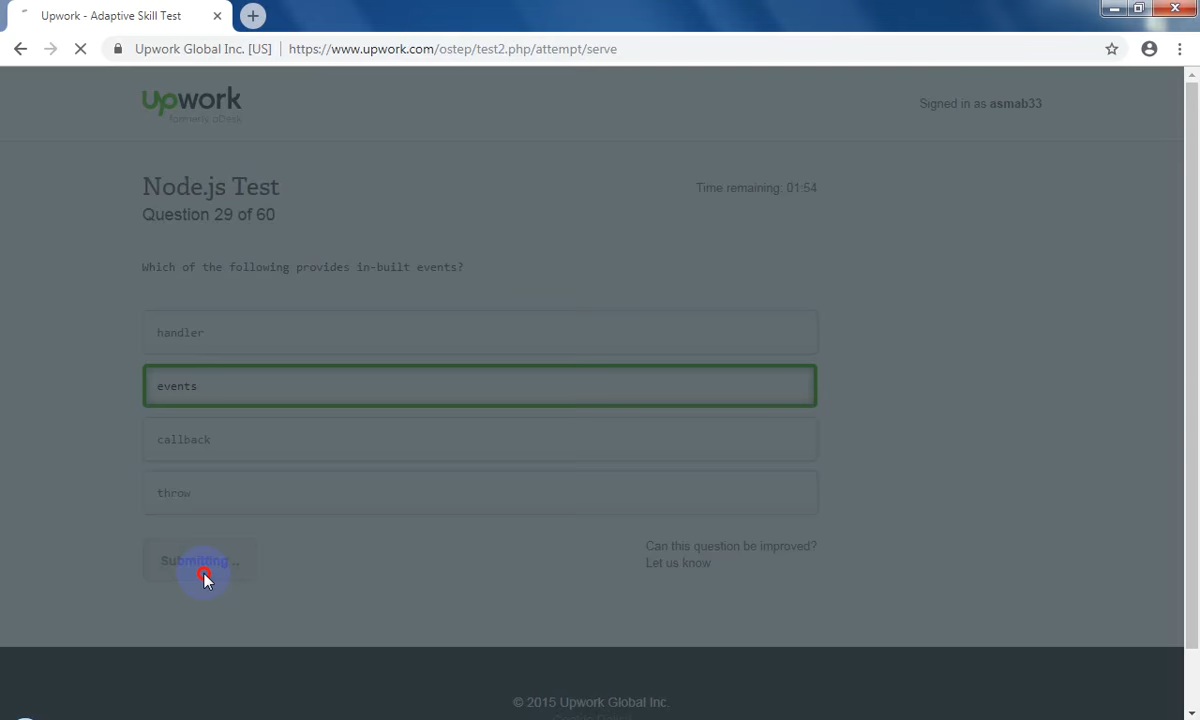 Upwork - Adaptive Skill Test
Upwork Global Inc. [US] https://www.upwork.com/ostep/test2.php/attempt/serve
upwork
formerly oDesk
Signed in as asmab33
Node.js Test
Time remaining: 01:54
Question 29 of 60
Which of the following provides in-built events?
handler
events
callback
throw
Submitting...
Can this question be improved?
Let us know
© 2015 Upwork Global Inc.